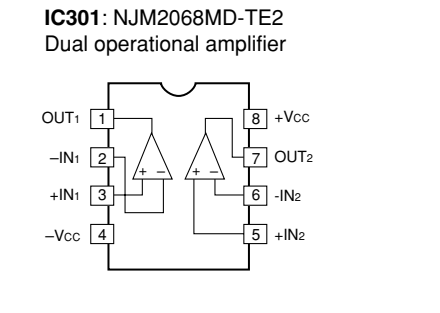 IC301: NJM2068MD-TE2
Dual operational amplifier
OUT1 1
8 +VCC
–IN1 2
7 OUT2
+IN1 3
6 -IN2
–VCC 4
5 +IN2
+ –
+ –